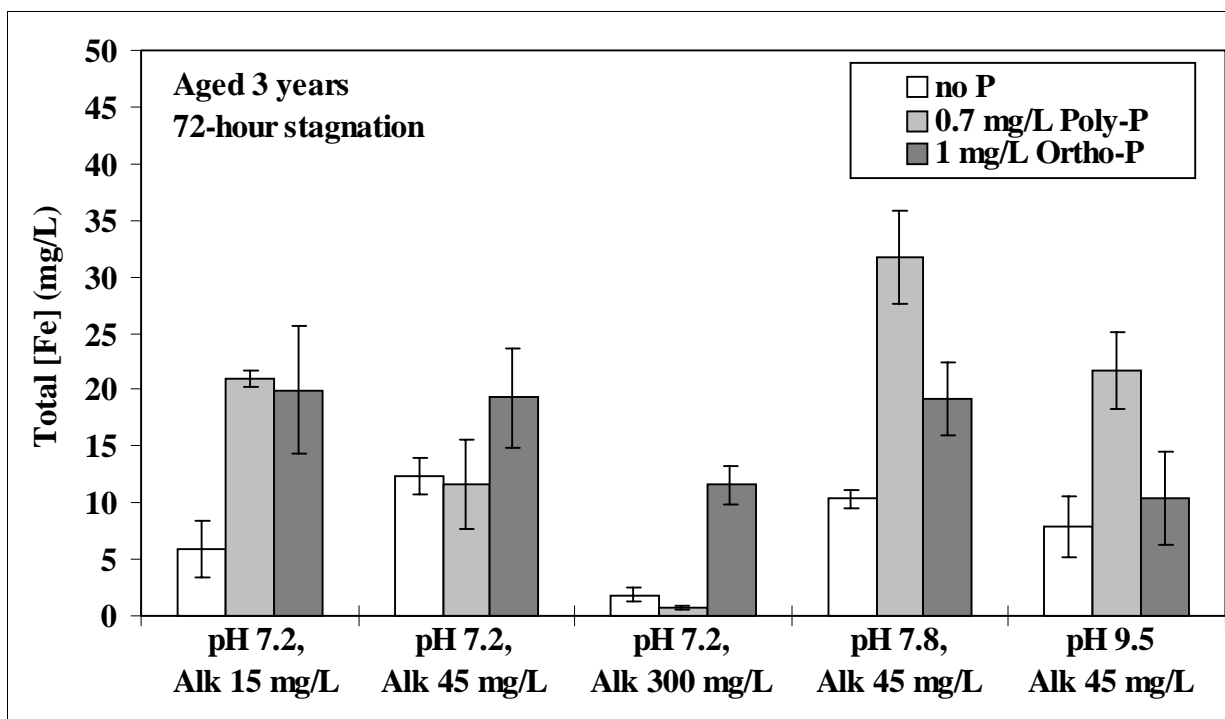 50
45
40
35
30
25
20
15
10
5
0
Total [Fe] (mg/L)
Aged 3 years
72-hour stagnation
no P
0.7 mg/L Poly-P
1 mg/L Ortho-P
pH 7.2,
Alk 15 mg/L
pH 7.2,
Alk 45 mg/L
pH 7.2,
Alk 300 mg/L
pH 7.8,
Alk 45 mg/L
pH 9.5
Alk 45 mg/L